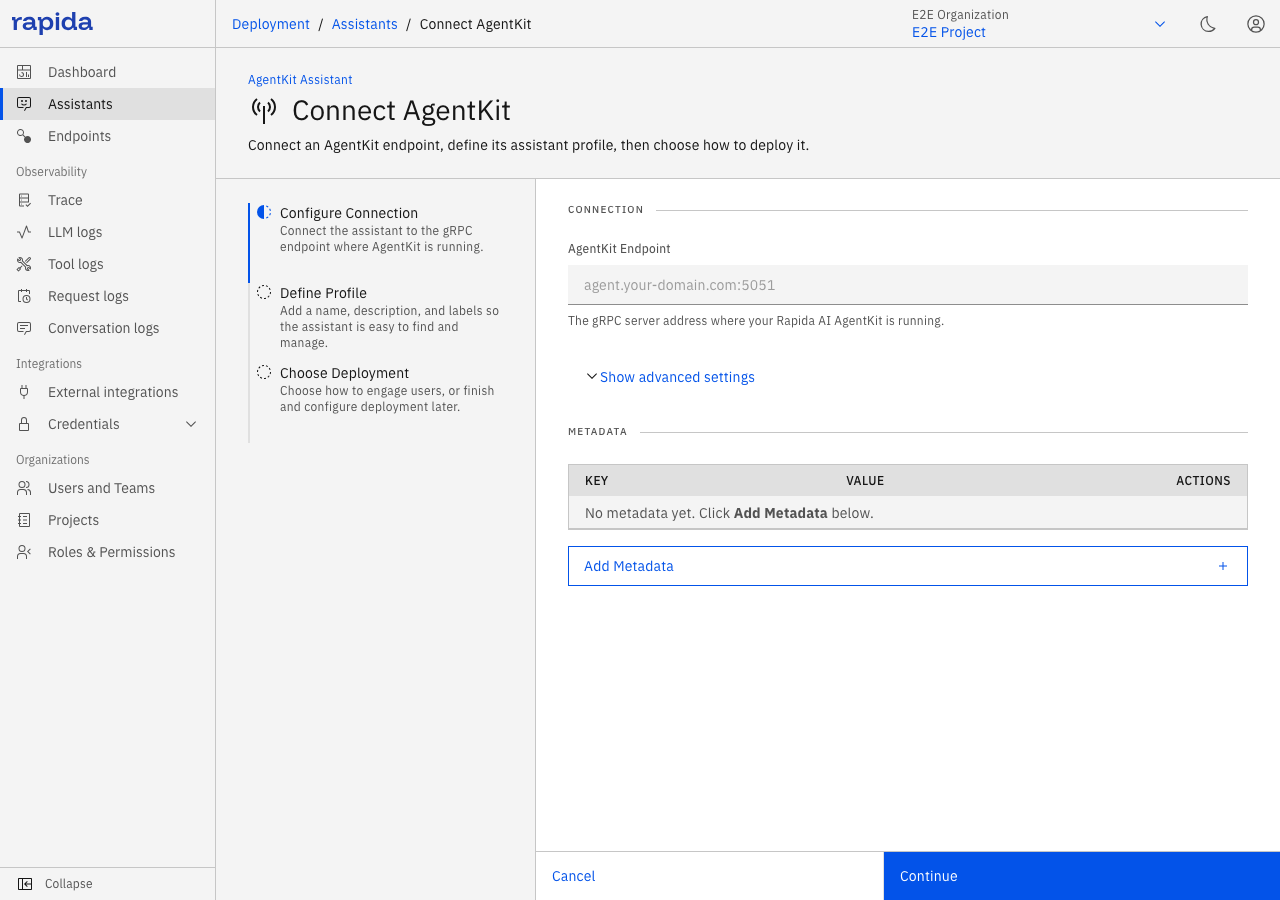 rapida
Deployment / Assistants / Connect AgentKit
E2E Organization
E2E Project
Dashboard
Assistants
Endpoints
Observability
Trace
LLM logs
Tool logs
Request logs
Conversation logs
Integrations
External integrations
Credentials
Organizations
Users and Teams
Projects
Roles & Permissions
Collapse
AgentKit Assistant
Connect AgentKit
Connect an AgentKit endpoint, define its assistant profile, then choose how to deploy it.
Configure Connection
Connect the assistant to the gRPC
endpoint where AgentKit is running.
Define Profile
Add a name, description, and labels so
the assistant is easy to find and
manage.
Choose Deployment
Choose how to engage users, or finish
and configure deployment later.
CONNECTION
AgentKit Endpoint
agent.your-domain.com:5051
The gRPC server address where your Rapida AI AgentKit is running.
Show advanced settings
METADATA
KEY VALUE ACTIONS
No metadata yet. Click Add Metadata below.
Add Metadata +
Cancel
Continue